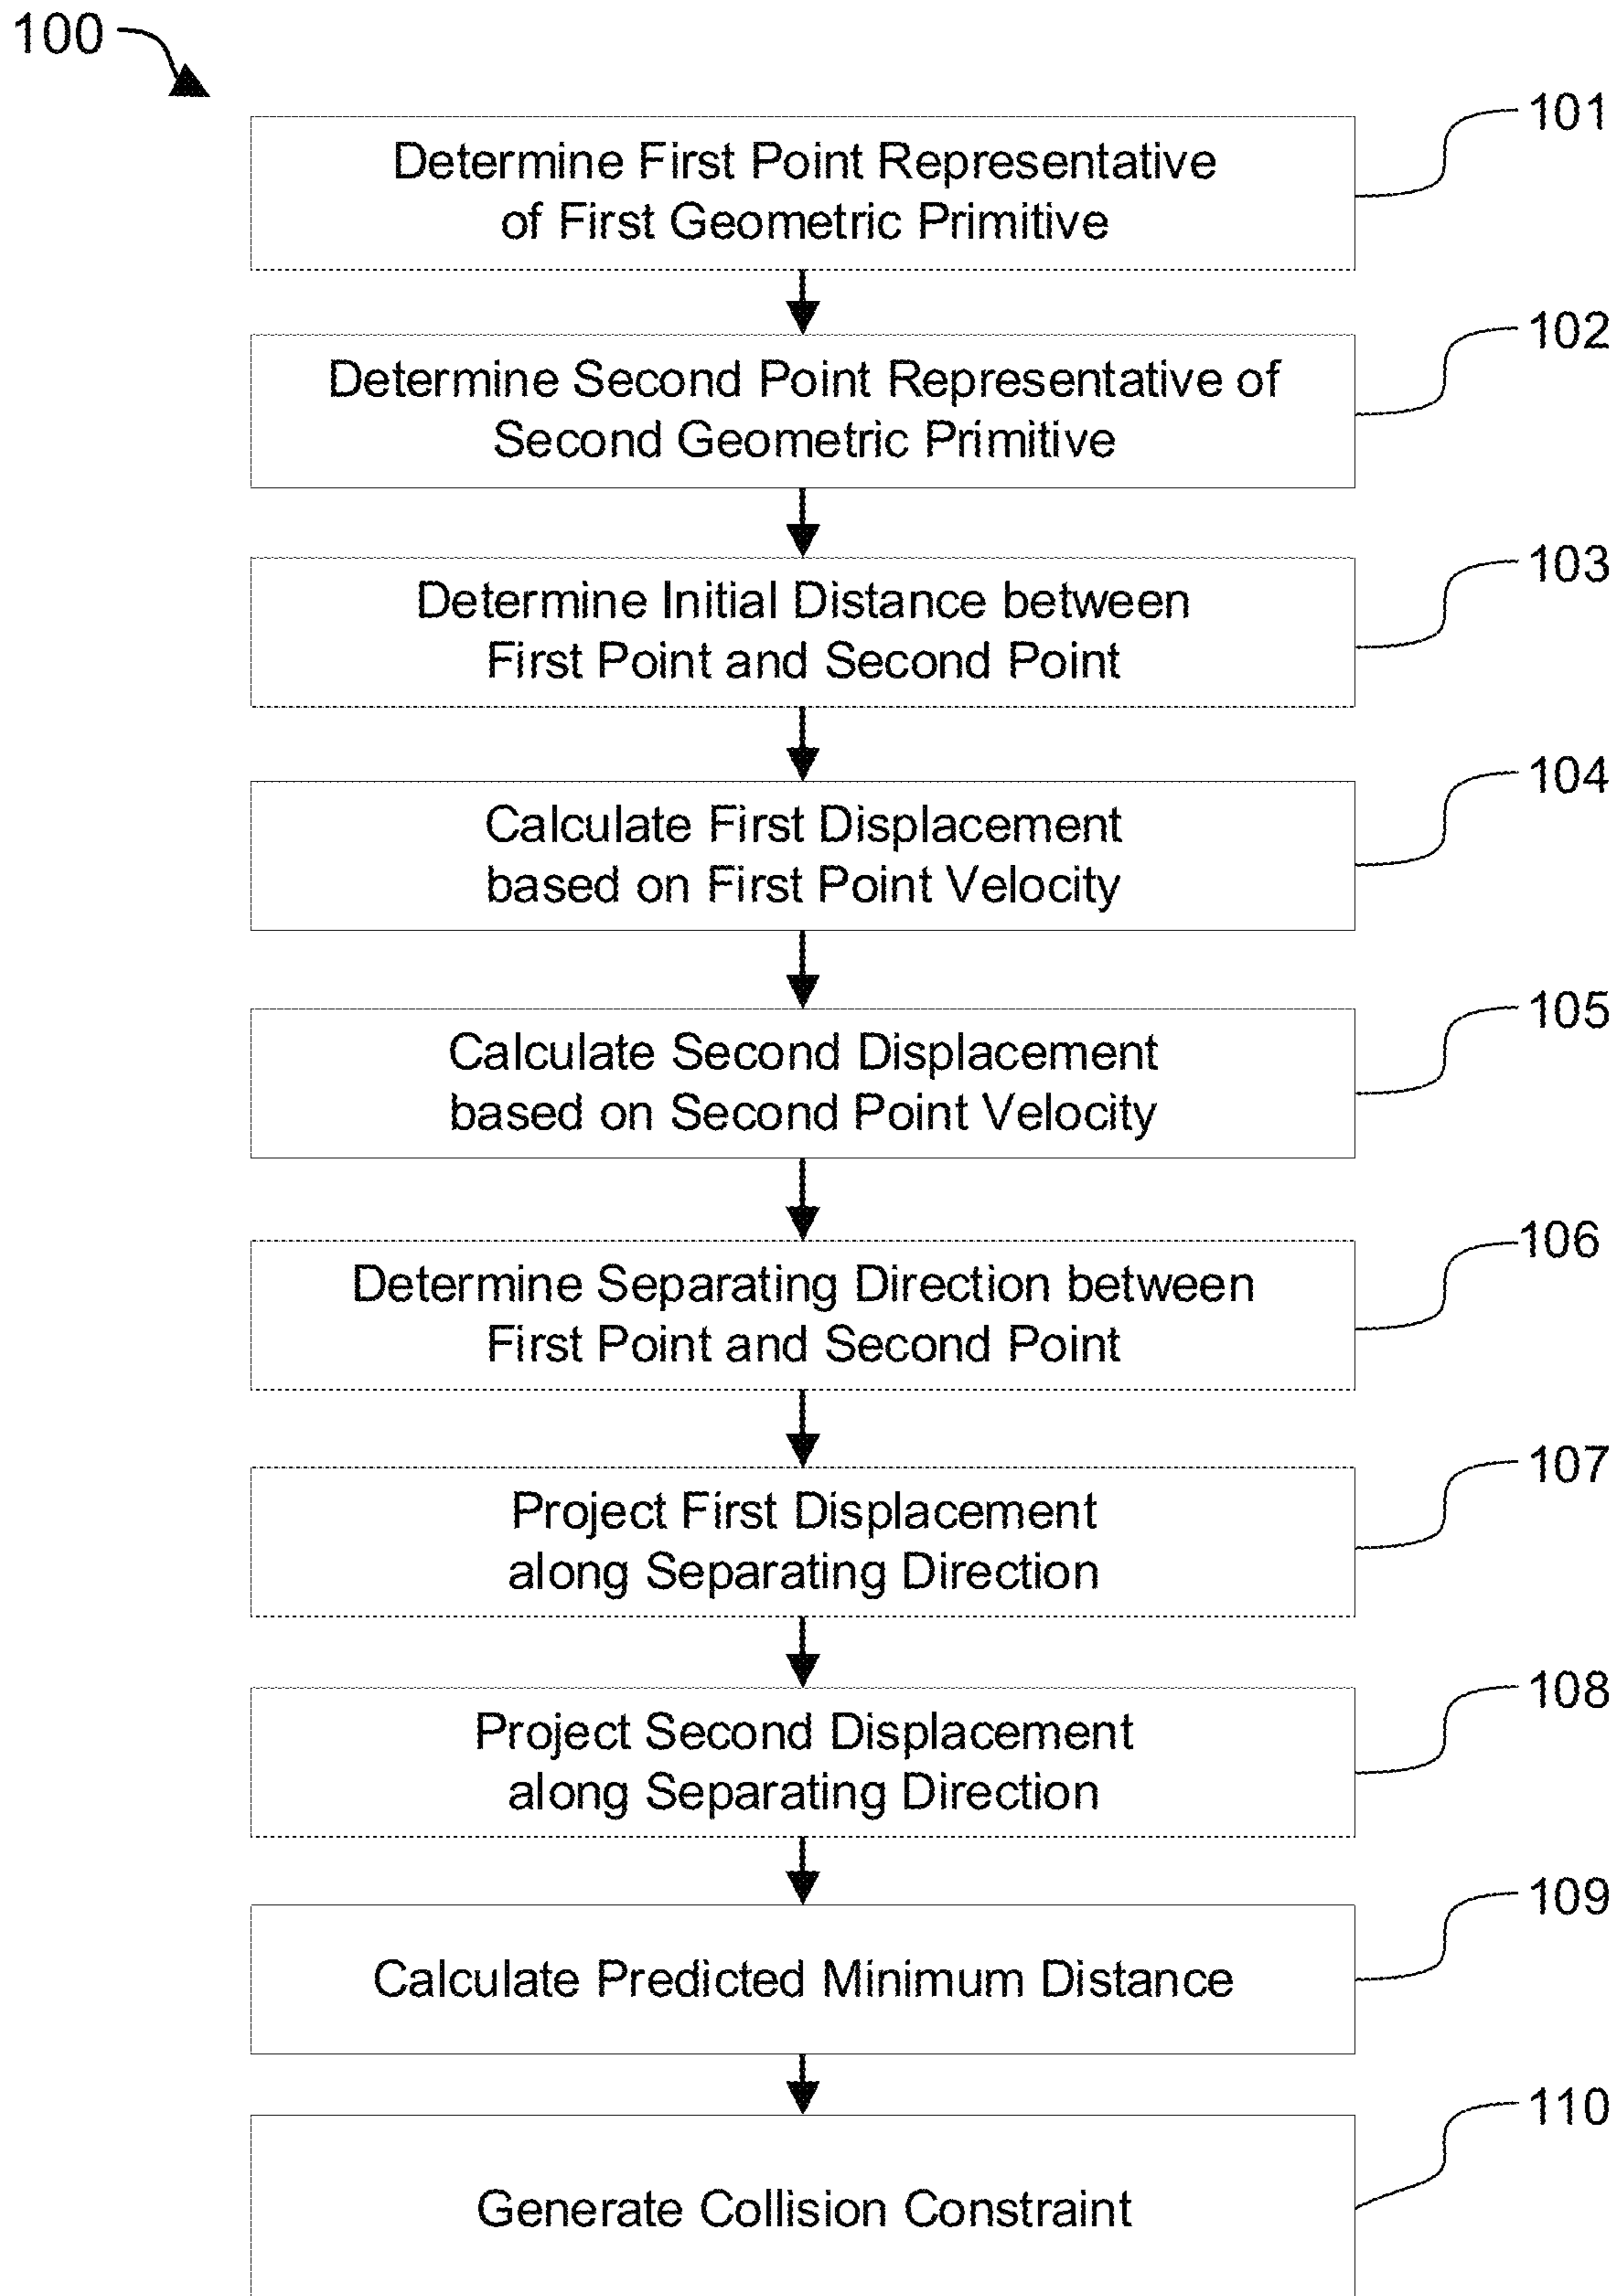 100
101
Determine First Point Representative
of First Geometric Primitive
102
Determine Second Point Representative of
Second Geometric Primitive
103
Determine Initial Distance between
First Point and Second Point
104
Calculate First Displacement
based on First Point Velocity
105
Calculate Second Displacement
based on Second Point Velocity
106
Determine Separating Direction between
First Point and Second Point
107
Project First Displacement
along Separating Direction
108
Project Second Displacement
along Separating Direction
109
Calculate Predicted Minimum Distance
110
Generate Collision Constraint